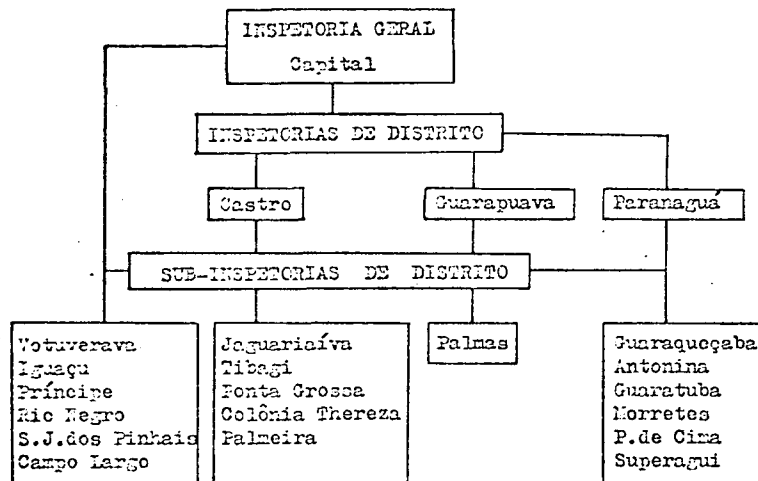 INSPETORIA GERAL
Capital
INSPETORIAS DE DISTRITO
Castro
Guarapuava
Paranaguá
SUB-INSPETORIAS DE DISTRITO
Votuverava
Iguaçu
Príncipe
Rio Negro
S.J.dos Pinhais
Campo Largo
Jaguariaíva
Tibagi
Ponta Grossa
Colônia Thereza
Palmeira
Palmas
Guaraqueçaba
Antonina
Guaratuba
Morretes
P.de Cima
Superagui